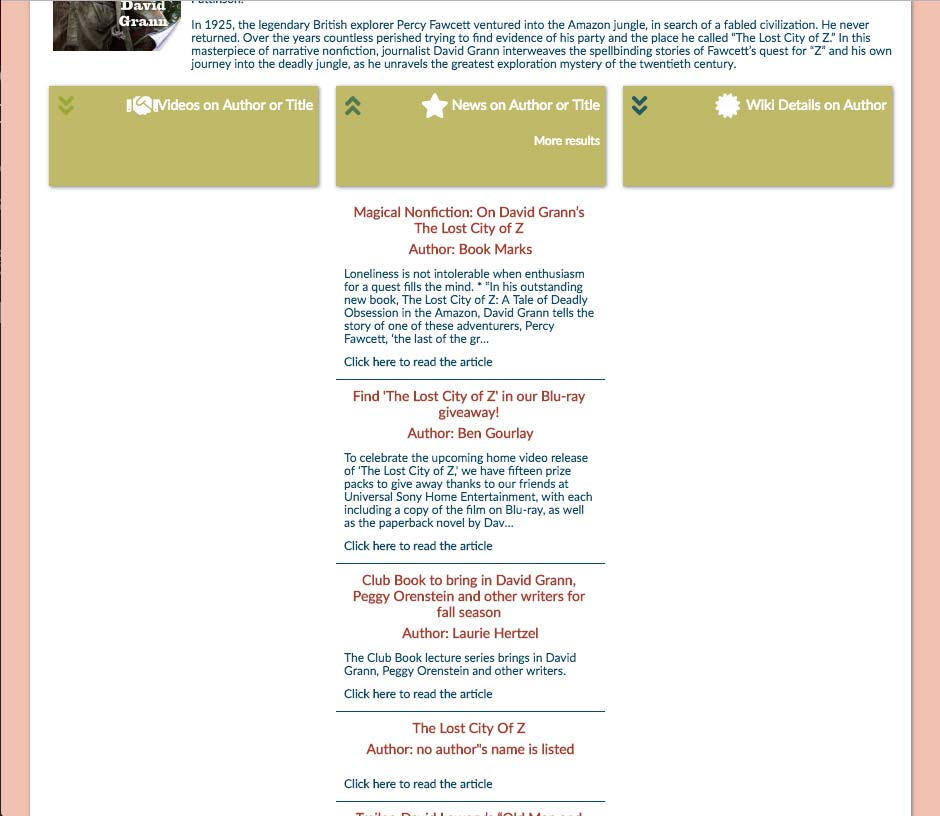 David
Grann
In 1925, the legendary British explorer Percy Fawcett ventured into the Amazon jungle, in search of a fabled civilization. He never
returned. Over the years countless perished trying to find evidence of his party and the place he called “The Lost City of Z.” In this
masterpiece of narrative nonfiction, journalist David Grann interweaves the spellbinding stories of Fawcett’s quest for “Z” and his own
journey into the deadly jungle, as he unravels the greatest exploration mystery of the twentieth century.
Videos on Author or Title
News on Author or Title
More results
Wiki Details on Author
Magical Nonfiction: On David Grann’s
The Lost City of Z
Author: Book Marks
Loneliness is not intolerable when enthusiasm
for a quest fills the mind. * “In his outstanding
new book, The Lost City of Z: A Tale of Deadly
Obsession in the Amazon, David Grann tells the
story of one of these adventurers, Percy
Fawcett, ‘the last of the gr…
Click here to read the article
Find 'The Lost City of Z' in our Blu-ray
giveaway!
Author: Ben Gourlay
To celebrate the upcoming home video release
of ‘The Lost City of Z,’ we have fifteen prize
packs to give away thanks to our friends at
Universal Sony Home Entertainment, with each
including a copy of the film on Blu-ray, as well
as the paperback novel by Dav…
Click here to read the article
Club Book to bring in David Grann,
Peggy Orenstein and other writers for
fall season
Author: Laurie Hertzel
The Club Book lecture series brings in David
Grann, Peggy Orenstein and other writers.
Click here to read the article
The Lost City Of Z
Author: no author"s name is listed
Click here to read the article